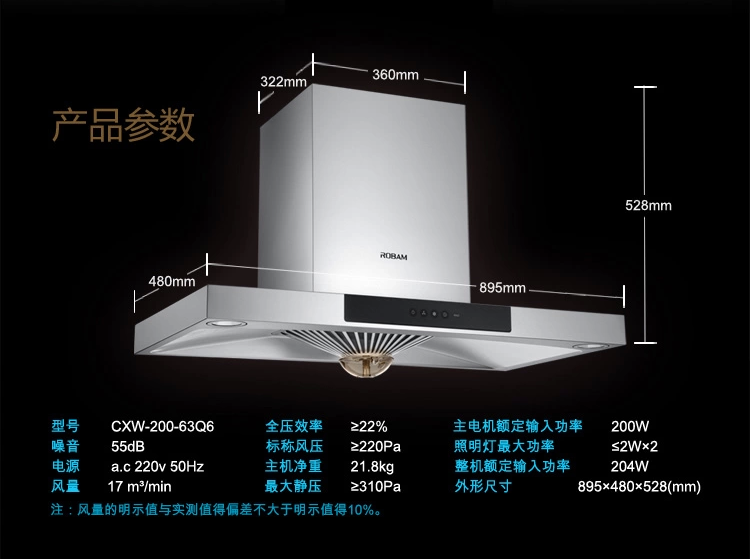 360mm
322mm
产品参数
528mm
ROBAM
480mm
895mm
型号 CXW-200-63Q6 全压效率 ≥22% 主电机额定输入功率 200W
噪音 55dB 标称风压 ≥220Pa 照明灯最大功率 ≤2W×2
电源 a.c 220v 50Hz 主机净重 21.8kg 整机额定输入功率 204W
风量 17 m³/min 最大静压 ≥310Pa 外形尺寸 895×480×528(mm)
注：风量的明示值与实测值得偏差不大于明示值得10%。